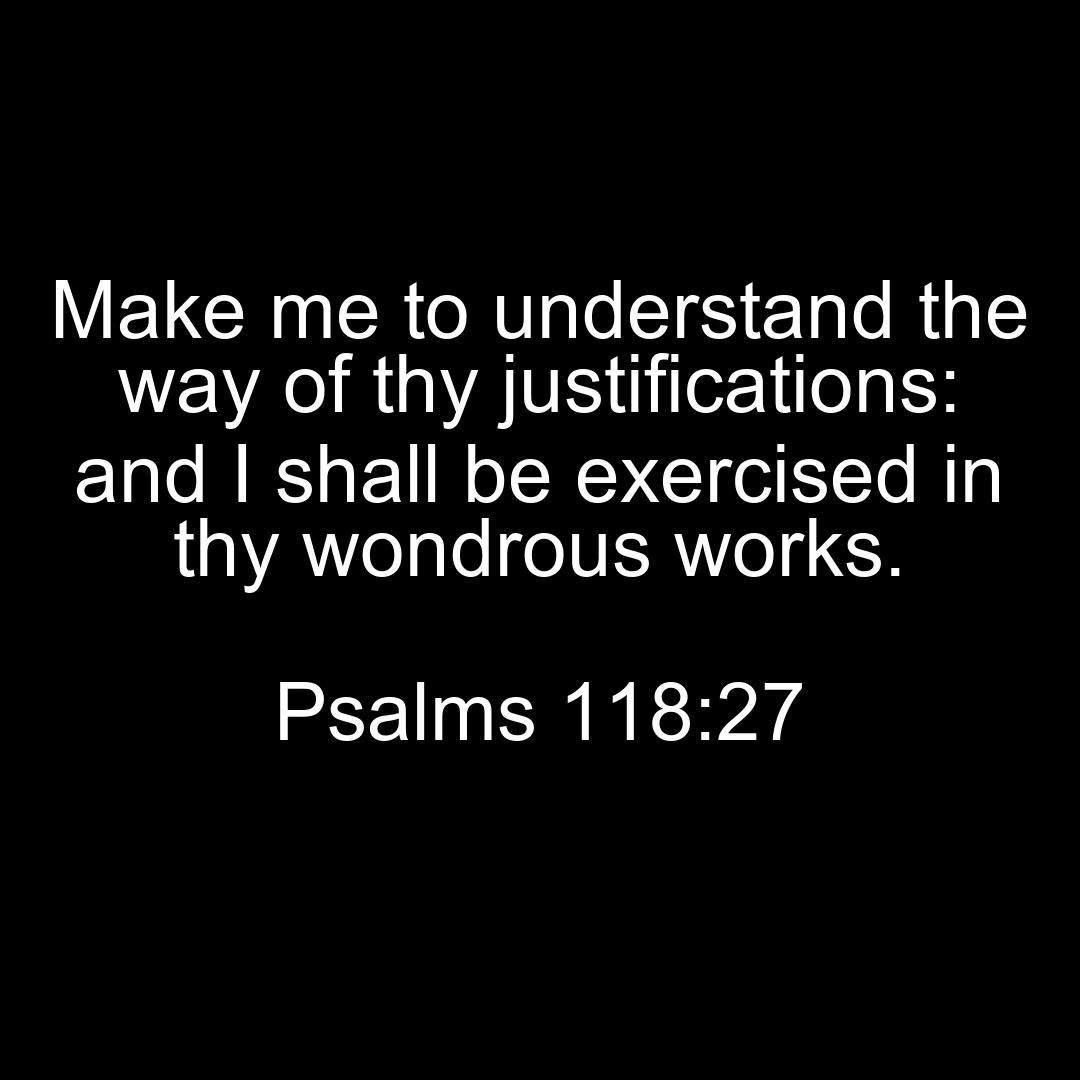 Make me to understand the
way of thy justifications:
and I shall be exercised in
thy wondrous works.
Psalms 118:27